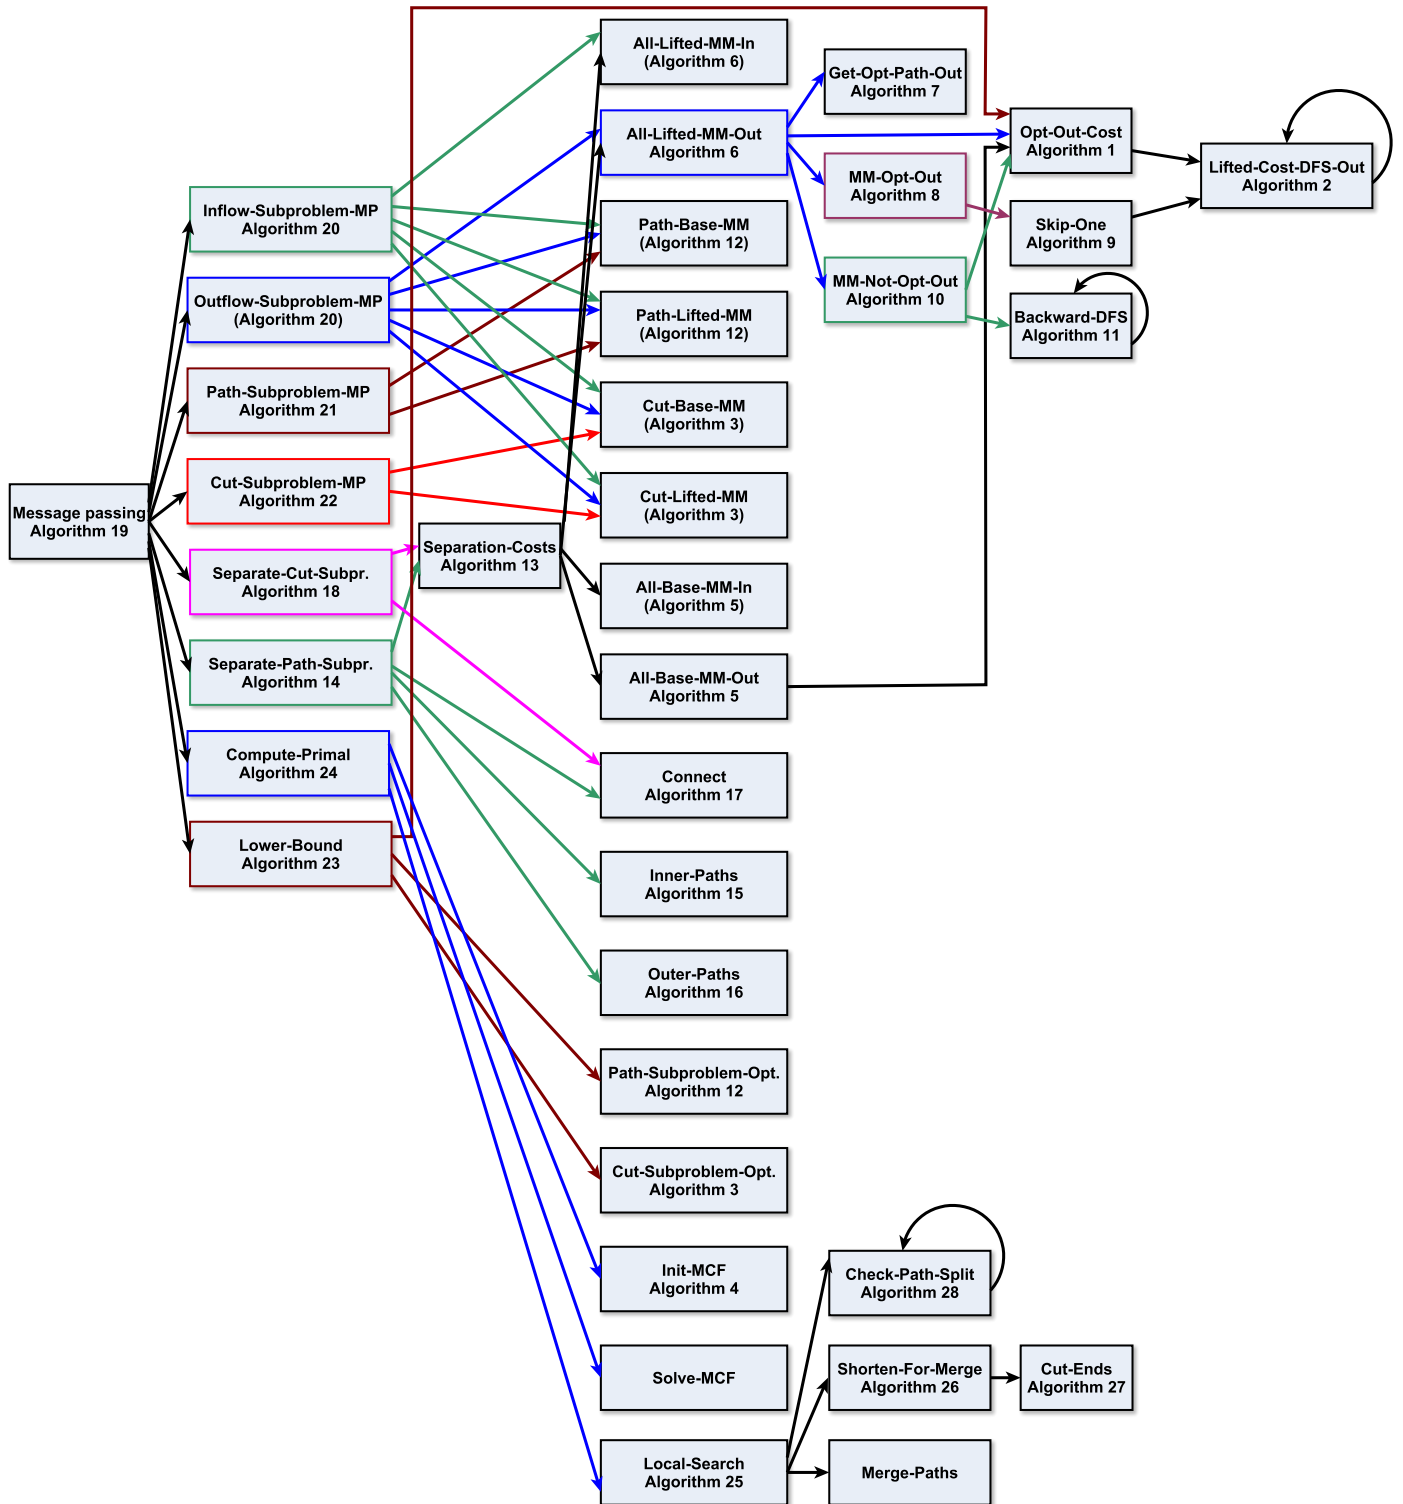 All-Lifted-MM-In
(Algorithm 6)
Get-Opt-Path-Out
Algorithm 7
All-Lifted-MM-Out
Algorithm 6
Opt-Out-Cost
Algorithm 1
Lifted-Cost-DFS-Out
Algorithm 2
MM-Opt-Out
Algorithm 8
Inflow-Subproblem-MP
Algorithm 20
Path-Base-MM
(Algorithm 12)
Skip-One
Algorithm 9
MM-Not-Opt-Out
Algorithm 10
Outflow-Subproblem-MP
(Algorithm 20)
Path-Lifted-MM
(Algorithm 12)
Backward-DFS
Algorithm 11
Path-Subproblem-MP
Algorithm 21
Cut-Base-MM
(Algorithm 3)
Cut-Subproblem-MP
Algorithm 22
Cut-Lifted-MM
(Algorithm 3)
Message passing
Algorithm 19
Separation-Costs
Algorithm 13
Separate-Cut-Subpr.
Algorithm 18
All-Base-MM-In
(Algorithm 5)
Separate-Path-Subpr.
Algorithm 14
All-Base-MM-Out
Algorithm 5
Compute-Primal
Algorithm 24
Connect
Algorithm 17
Lower-Bound
Algorithm 23
Inner-Paths
Algorithm 15
Outer-Paths
Algorithm 16
Path-Subproblem-Opt.
Algorithm 12
Cut-Subproblem-Opt.
Algorithm 3
Init-MCF
Algorithm 4
Check-Path-Split
Algorithm 28
Solve-MCF
Shorten-For-Merge
Algorithm 26
Cut-Ends
Algorithm 27
Local-Search
Algorithm 25
Merge-Paths